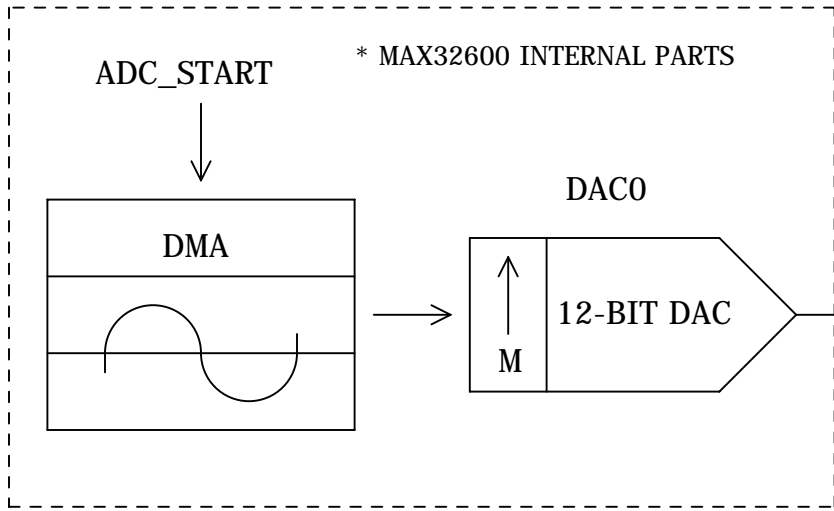 * MAX32600 INTERNAL PARTS
ADC_START
DAC0
DMA
12-BIT DAC
M